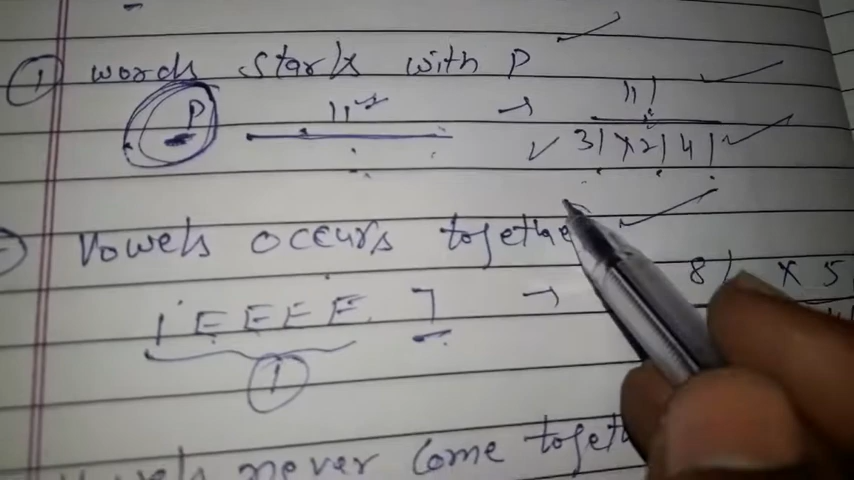 ① words starts with P
P 11 → 11!
3! × 2! 4!
Vowels occurs together
I E E E E 7 → 8! × 5
①
never come togeth